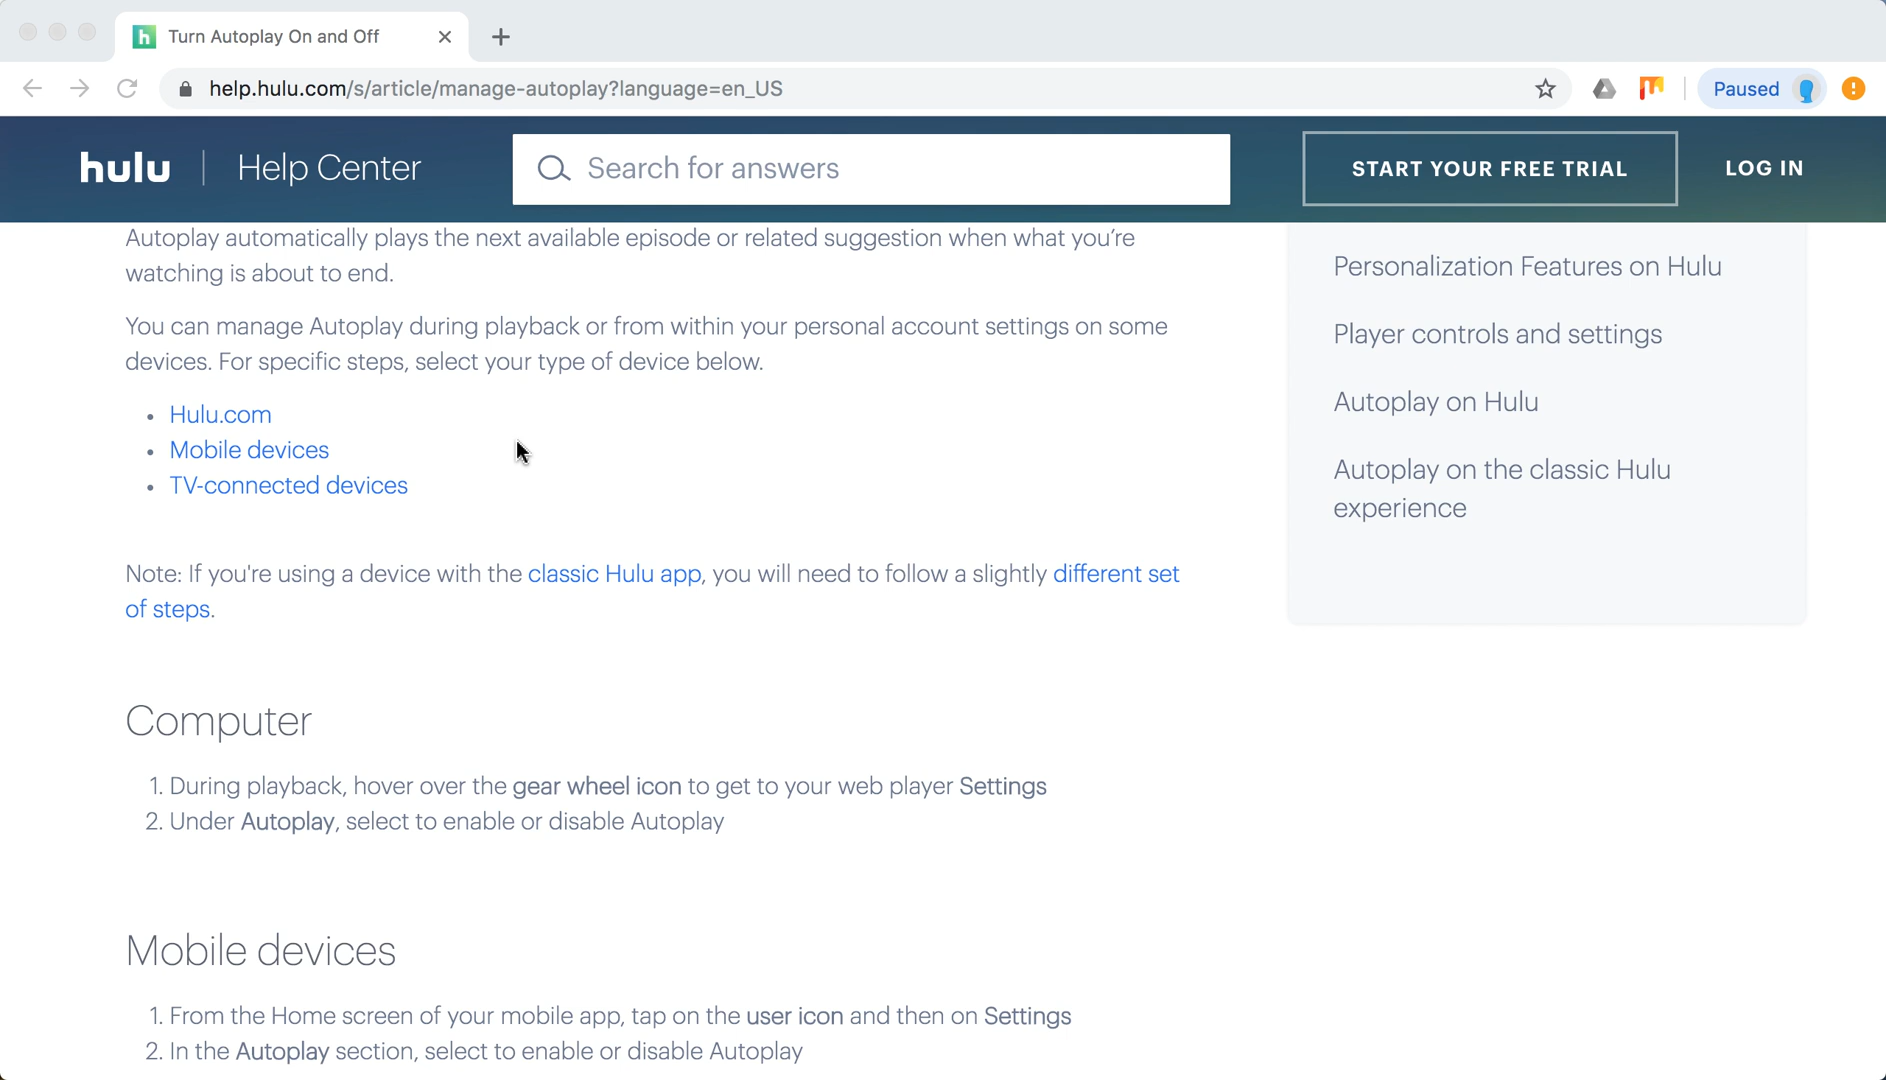 Turn Autoplay On and Off
help.hulu.com/s/article/manage-autoplay?language=en_US
Paused
hulu
Help Center
Search for answers
START YOUR FREE TRIAL
LOG IN
Autoplay automatically plays the next available episode or related suggestion when what you’re
watching is about to end.
You can manage Autoplay during playback or from within your personal account settings on some
devices. For specific steps, select your type of device below.
• Hulu.com
• Mobile devices
• TV-connected devices
Note: If you're using a device with the classic Hulu app, you will need to follow a slightly different set
of steps.
Computer
1. During playback, hover over the gear wheel icon to get to your web player Settings
2. Under Autoplay, select to enable or disable Autoplay
Mobile devices
1. From the Home screen of your mobile app, tap on the user icon and then on Settings
2. In the Autoplay section, select to enable or disable Autoplay
Personalization Features on Hulu
Player controls and settings
Autoplay on Hulu
Autoplay on the classic Hulu
experience